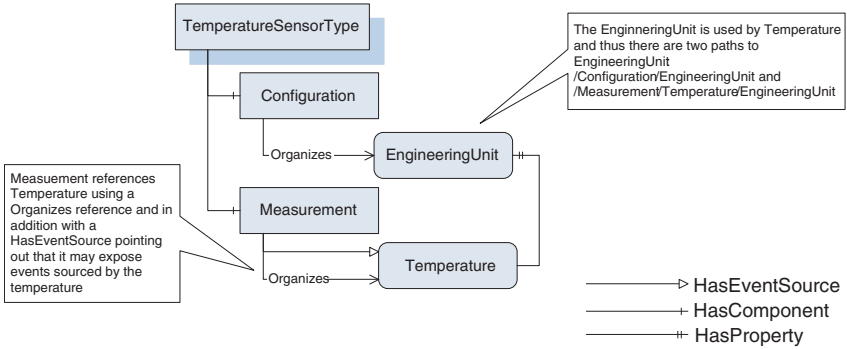 TemperatureSensorType
The EnginneringUnit is used by Temperature
and thus there are two paths to
EngineeringUnit
/Configuration/EngineeringUnit and
/Measurement/Temperature/EngineeringUnit
Configuration
Organizes
EngineeringUnit
Measuement references
Temperature using a
Organizes reference and in
addition with a
HasEventSource pointing
out that it may expose
events sourced by the
temperature
Measurement
Organizes
Temperature
HasEventSource
HasComponent
HasProperty